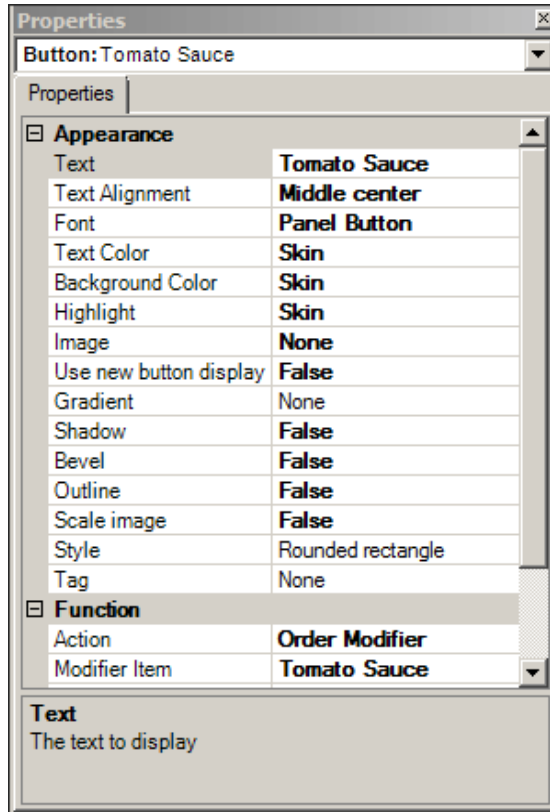 Properties
Button: Tomato Sauce
Properties
Appearance
Text Tomato Sauce
Text Alignment Middle center
Font Panel Button
Text Color Skin
Background Color Skin
Highlight Skin
Image None
Use new button display False
Gradient None
Shadow False
Bevel False
Outline False
Scale image False
Style Rounded rectangle
Tag None
Function
Action Order Modifier
Modifier Item Tomato Sauce
Text
The text to display